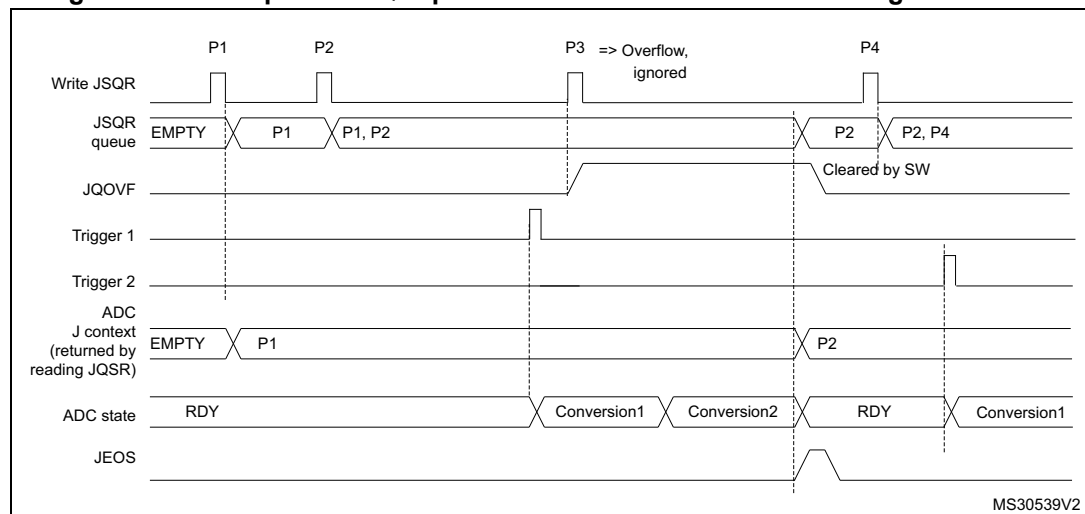 P1 P2 P3 => Overflow, P4
ignored
Write JSQR
JSQR
queue
EMPTY P1 P1, P2 P2 P2, P4
Cleared by SW
JQOVF
Trigger 1
Trigger 2
ADC
J context
(returned by
reading JQSR)
EMPTY P1 P2
ADC state RDY Conversion1 Conversion2 RDY Conversion1
JEOS
MS30539V2